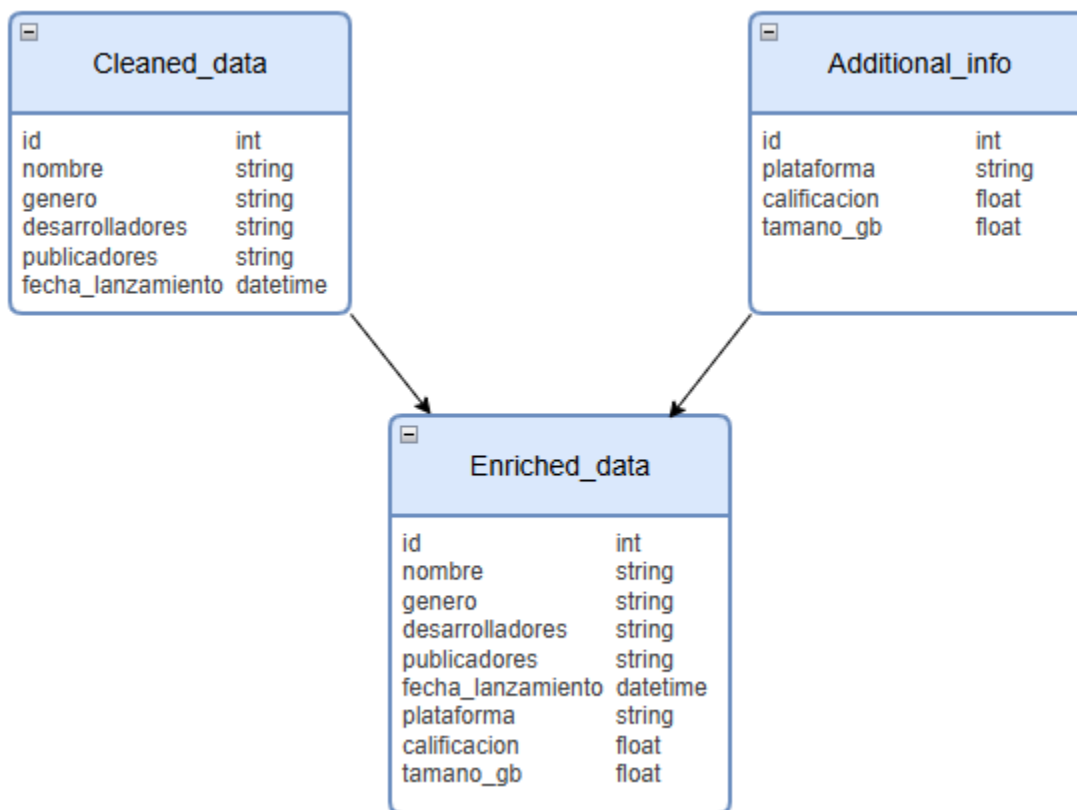 Cleaned_data
id int
nombre string
genero string
desarrolladores string
publicadores string
fecha_lanzamiento datetime
Additional_info
id int
plataforma string
calificacion float
tamano_gb float
Enriched_data
id int
nombre string
genero string
desarrolladores string
publicadores string
fecha_lanzamiento datetime
plataforma string
calificacion float
tamano_gb float